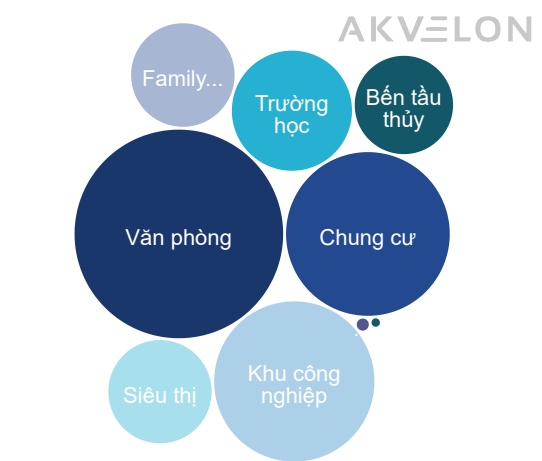 AKVELON
Family...
Trường
học
Bến tầu
thủy
Văn phòng
Chung cư
Khu công
nghiệp
Siêu thị